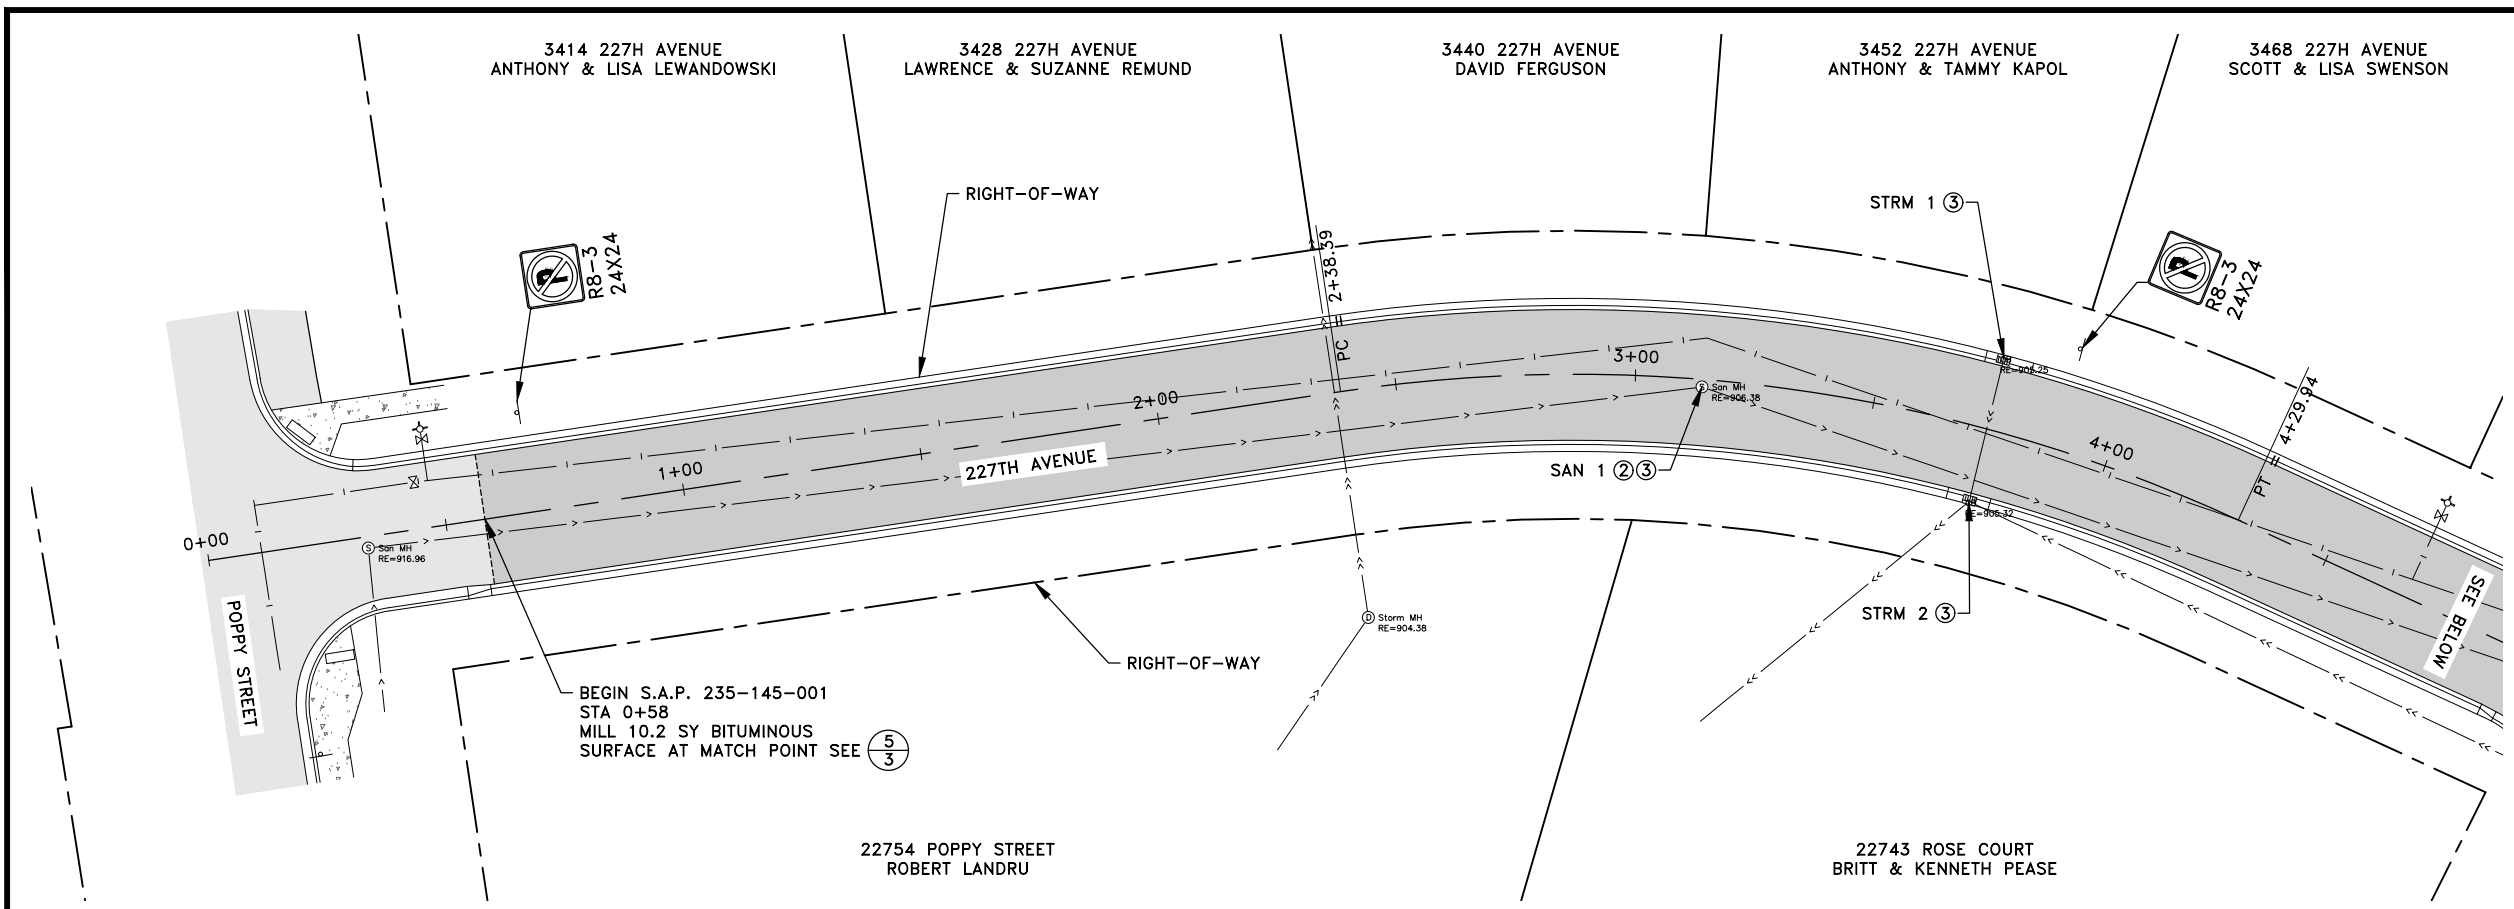 3414 227H AVENUE
ANTHONY & LISA LEWANDOWSKI
3428 227H AVENUE
LAWRENCE & SUZANNE REMUND
3440 227H AVENUE
DAVID FERGUSON
3452 227H AVENUE
ANTHONY & TAMMY KAPOL
3468 227H AVENUE
SCOTT & LISA SWENSON
RIGHT-OF-WAY
STRM 1 3
P
R8-3
24X24
P
R8-3
24X24
PC = 2+38.39
RE=905.25
3+00
2+00
San MH
RE=906.38
PT = 4+29.94
4+00
1+00
227TH AVENUE
SAN 1 2 3
RE=905.32
0+00
S San MH
RE=916.96
POPPY STREET
D Storm MH
RE=904.38
STRM 2 3
SEE BELOW
RIGHT-OF-WAY
BEGIN S.A.P. 235-145-001
STA 0+58
MILL 10.2 SY BITUMINOUS
SURFACE AT MATCH POINT SEE 5
3
22754 POPPY STREET
ROBERT LANDRU
22743 ROSE COURT
BRITT & KENNETH PEASE